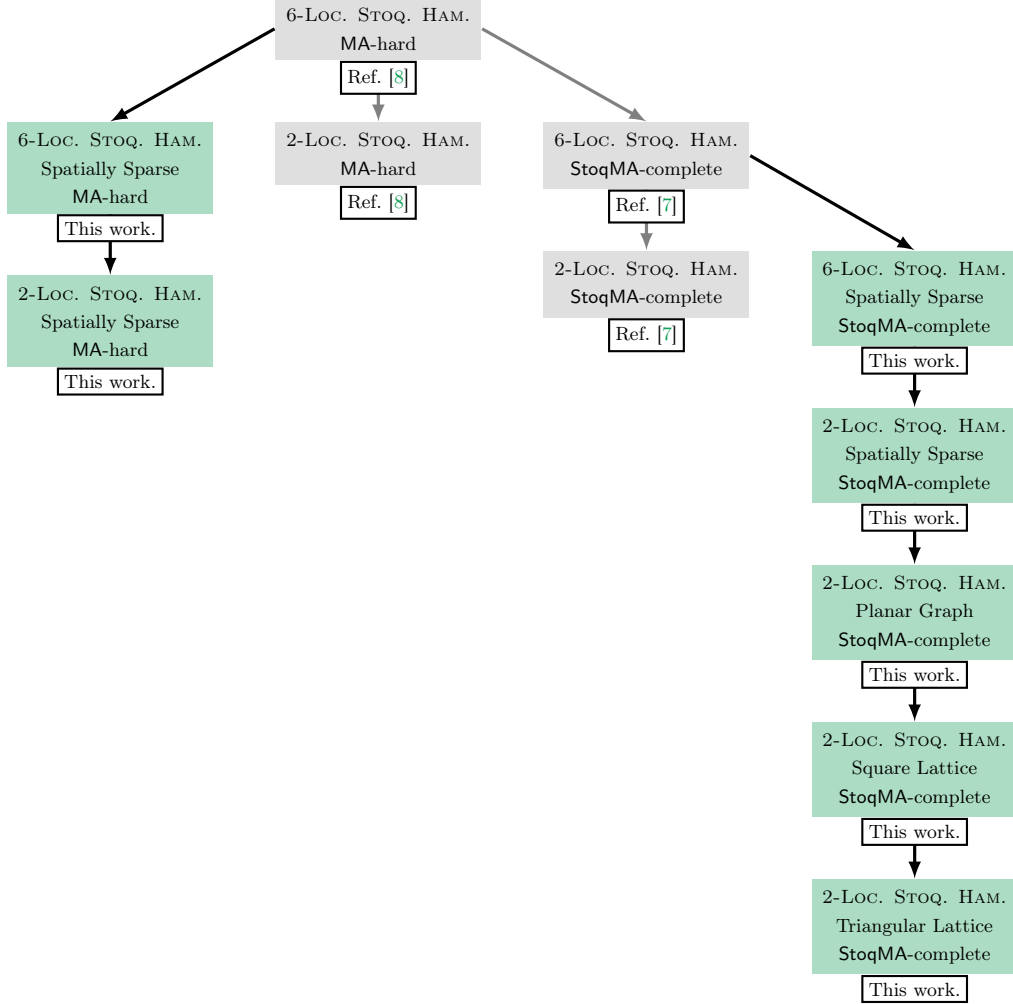 6-Loc. Stoq. Ham.
MA-hard
Ref. [8]
6-Loc. Stoq. Ham.
Spatially Sparse
MA-hard
This work.
2-Loc. Stoq. Ham.
Spatially Sparse
MA-hard
This work.
2-Loc. Stoq. Ham.
MA-hard
Ref. [8]
6-Loc. Stoq. Ham.
StoqMA-complete
Ref. [7]
2-Loc. Stoq. Ham.
StoqMA-complete
Ref. [7]
6-Loc. Stoq. Ham.
Spatially Sparse
StoqMA-complete
This work.
2-Loc. Stoq. Ham.
Spatially Sparse
StoqMA-complete
This work.
2-Loc. Stoq. Ham.
Planar Graph
StoqMA-complete
This work.
2-Loc. Stoq. Ham.
Square Lattice
StoqMA-complete
This work.
2-Loc. Stoq. Ham.
Triangular Lattice
StoqMA-complete
This work.